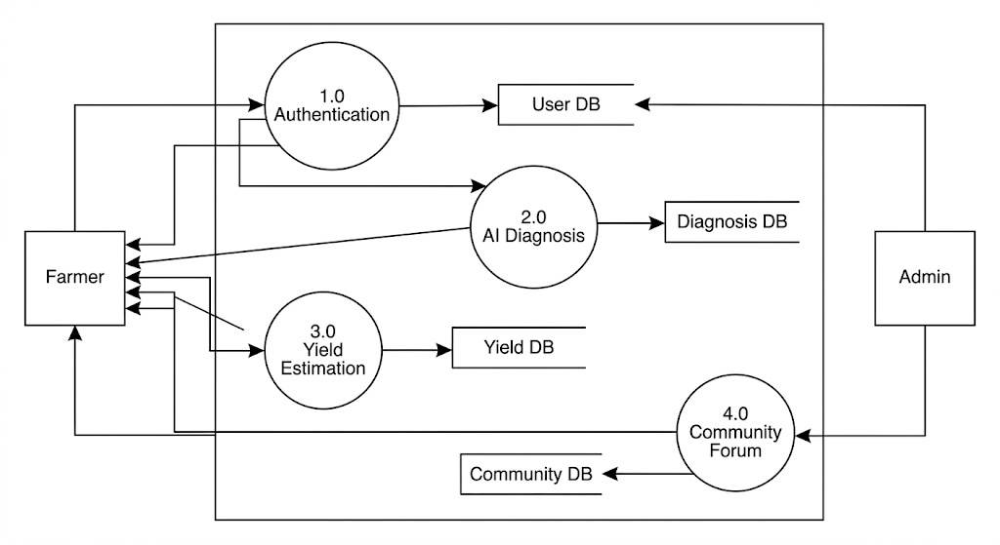 1.0
Authentication
User DB
2.0
AI Diagnosis
Diagnosis DB
Farmer
Admin
3.0
Yield
Estimation
Yield DB
4.0
Community
Forum
Community DB